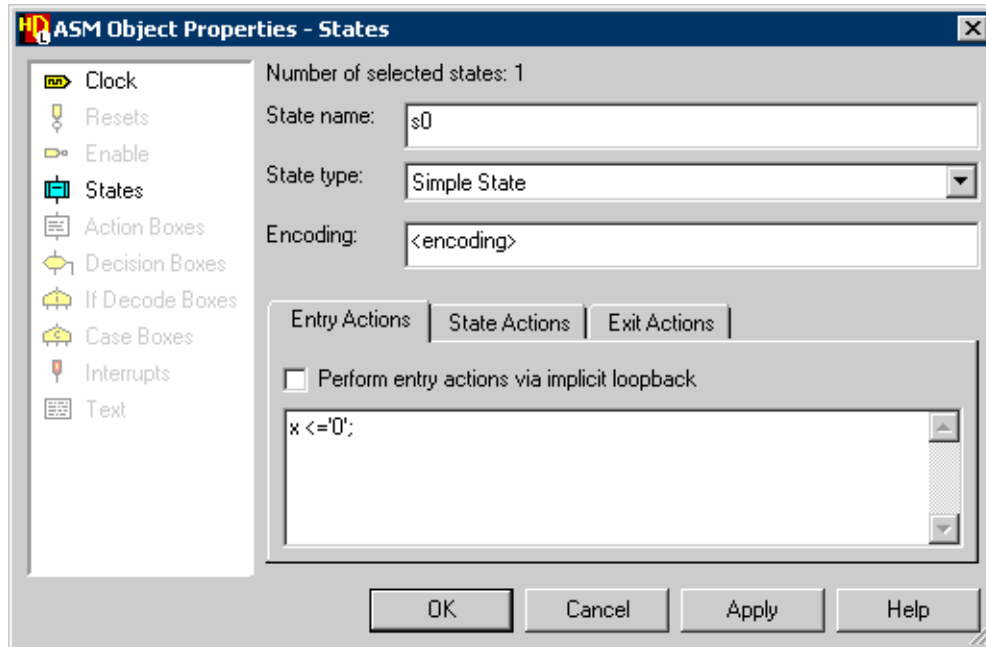 HD L ASM Object Properties - States
Clock
Resets
Enable
States
Action Boxes
Decision Boxes
If Decode Boxes
Case Boxes
Interrupts
Text
Number of selected states: 1
State name: s0
State type: Simple State
Encoding: <encoding>
Entry Actions State Actions Exit Actions
Perform entry actions via implicit loopback
x <='0';
OK Cancel Apply Help